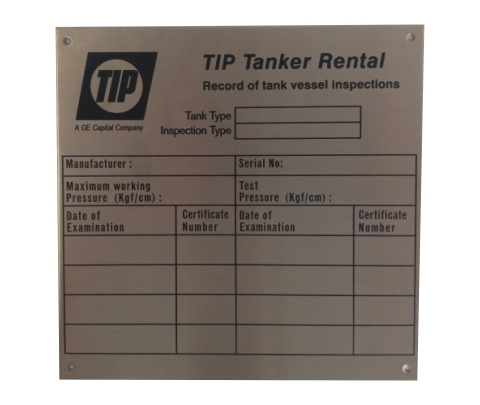 TIP
A GE Capital Company
TIP Tanker Rental
Record of tank vessel inspections
Tank Type
Inspection Type
Manufacturer :
Serial No:
Maximum working
Pressure (Kgf/cm) :
Test
Pressure (Kgf/cm) :
Date of
Examination
Certificate
Number
Date of
Examination
Certificate
Number